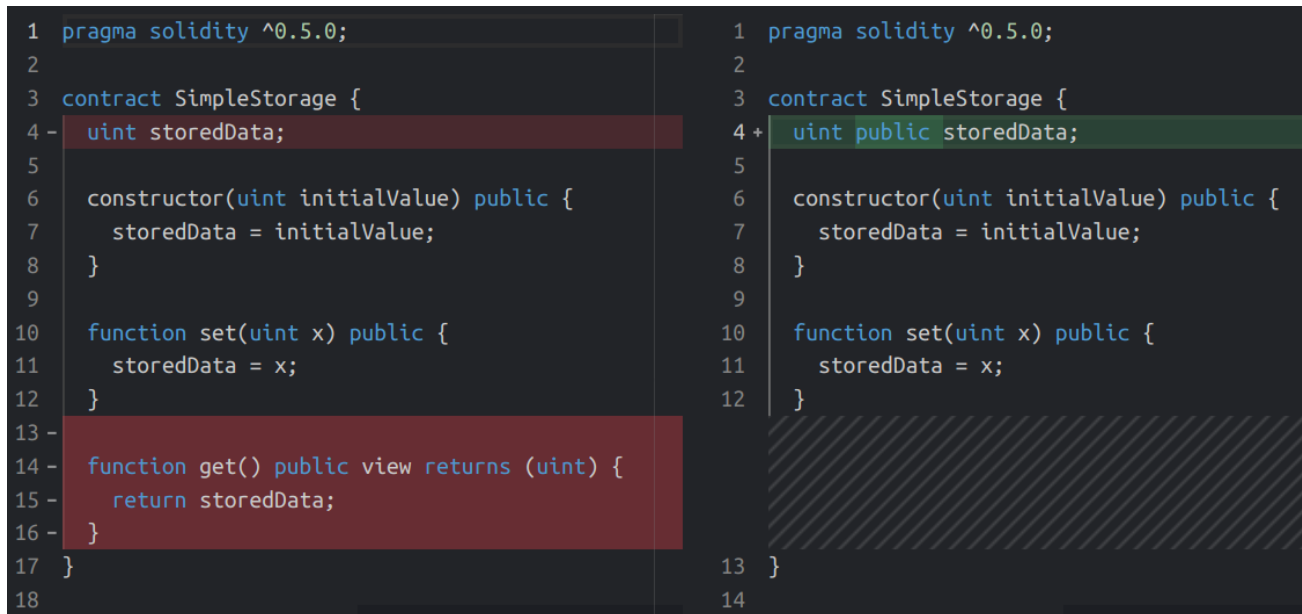 1 pragma solidity ^0.5.0;
2
3 contract SimpleStorage {
4 - uint storedData;
5
6 constructor(uint initialValue) public {
7 storedData = initialValue;
8 }
9
10 function set(uint x) public {
11 storedData = x;
12 }
13 -
14 - function get() public view returns (uint) {
15 - return storedData;
16 - }
17 }
18
1 pragma solidity ^0.5.0;
2
3 contract SimpleStorage {
4 + uint public storedData;
5
6 constructor(uint initialValue) public {
7 storedData = initialValue;
8 }
9
10 function set(uint x) public {
11 storedData = x;
12 }
13 }
14